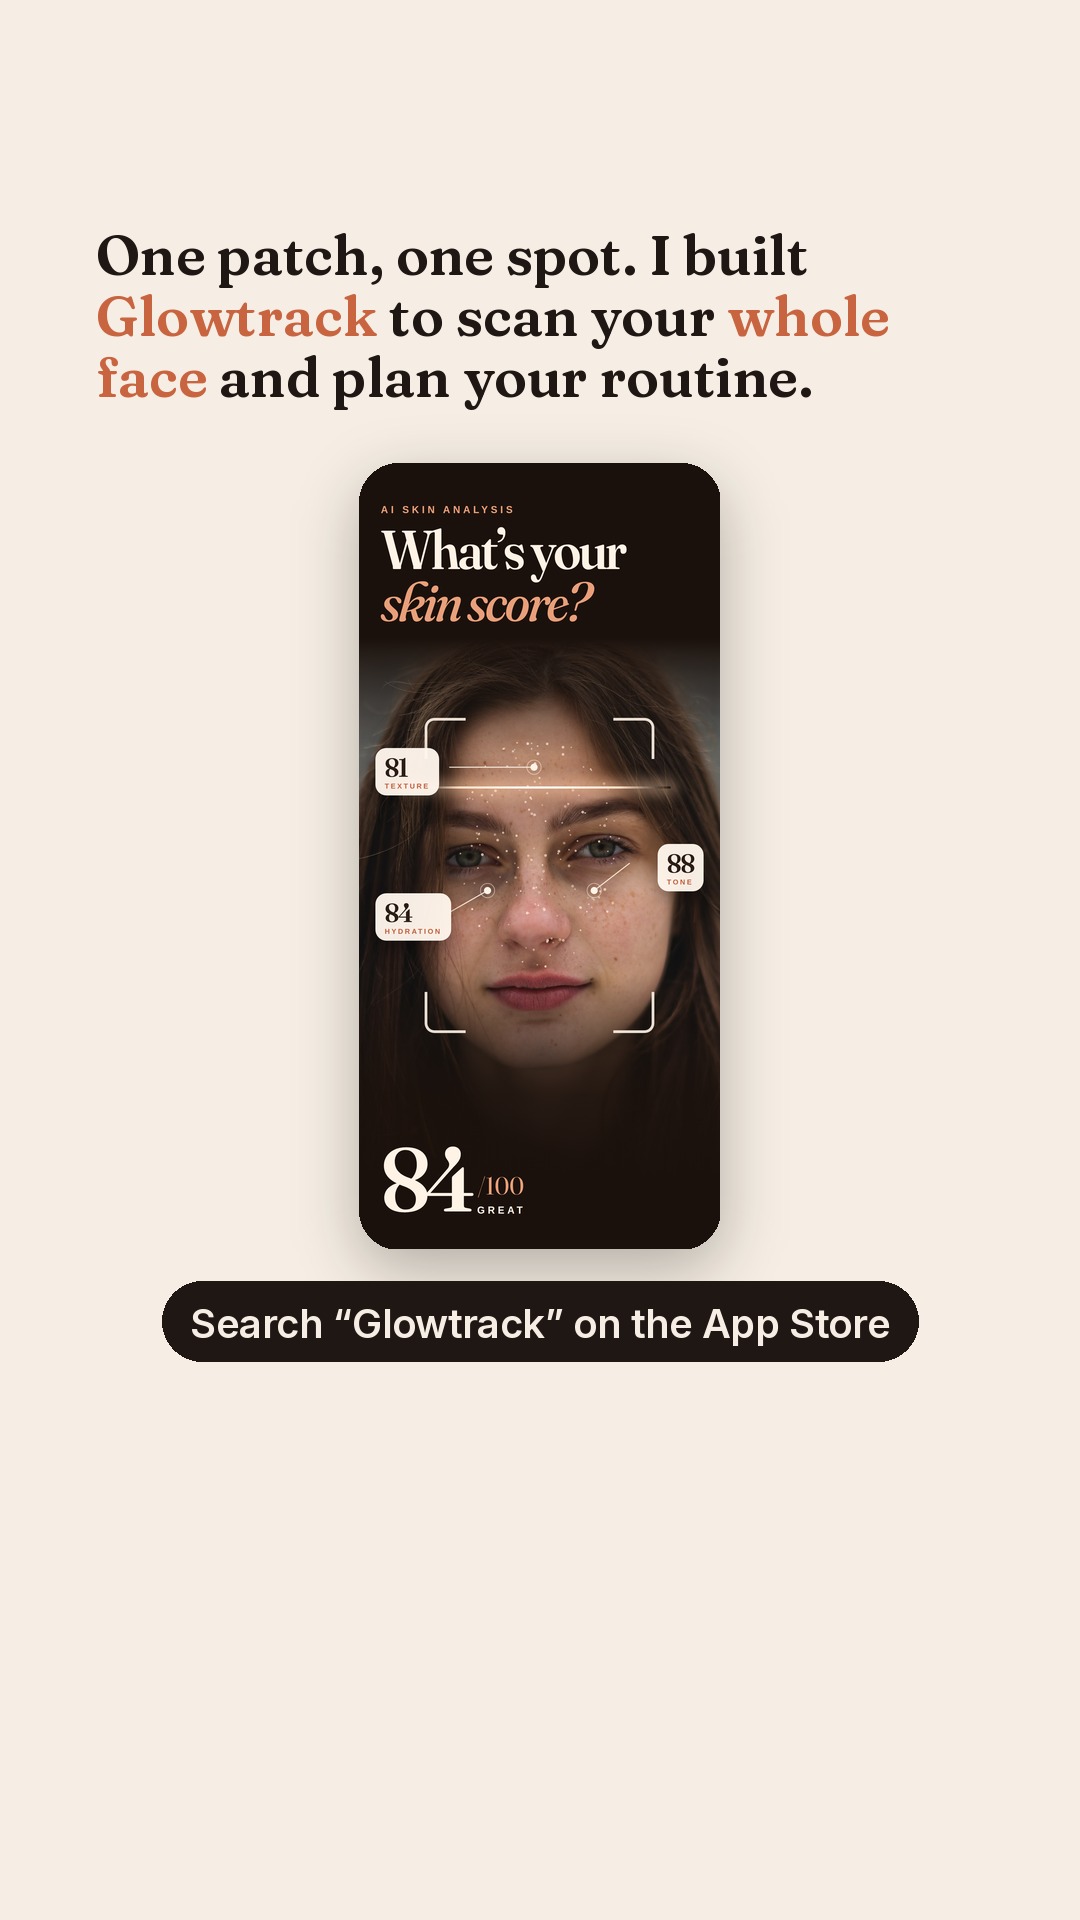 One patch, one spot. I built
Glowtrack to scan your whole
face and plan your routine.
AI SKIN ANALYSIS
What’s your
skin score?
81
TEXTURE
88
TONE
84
HYDRATION
84 /100
GREAT
Search “Glowtrack” on the App Store